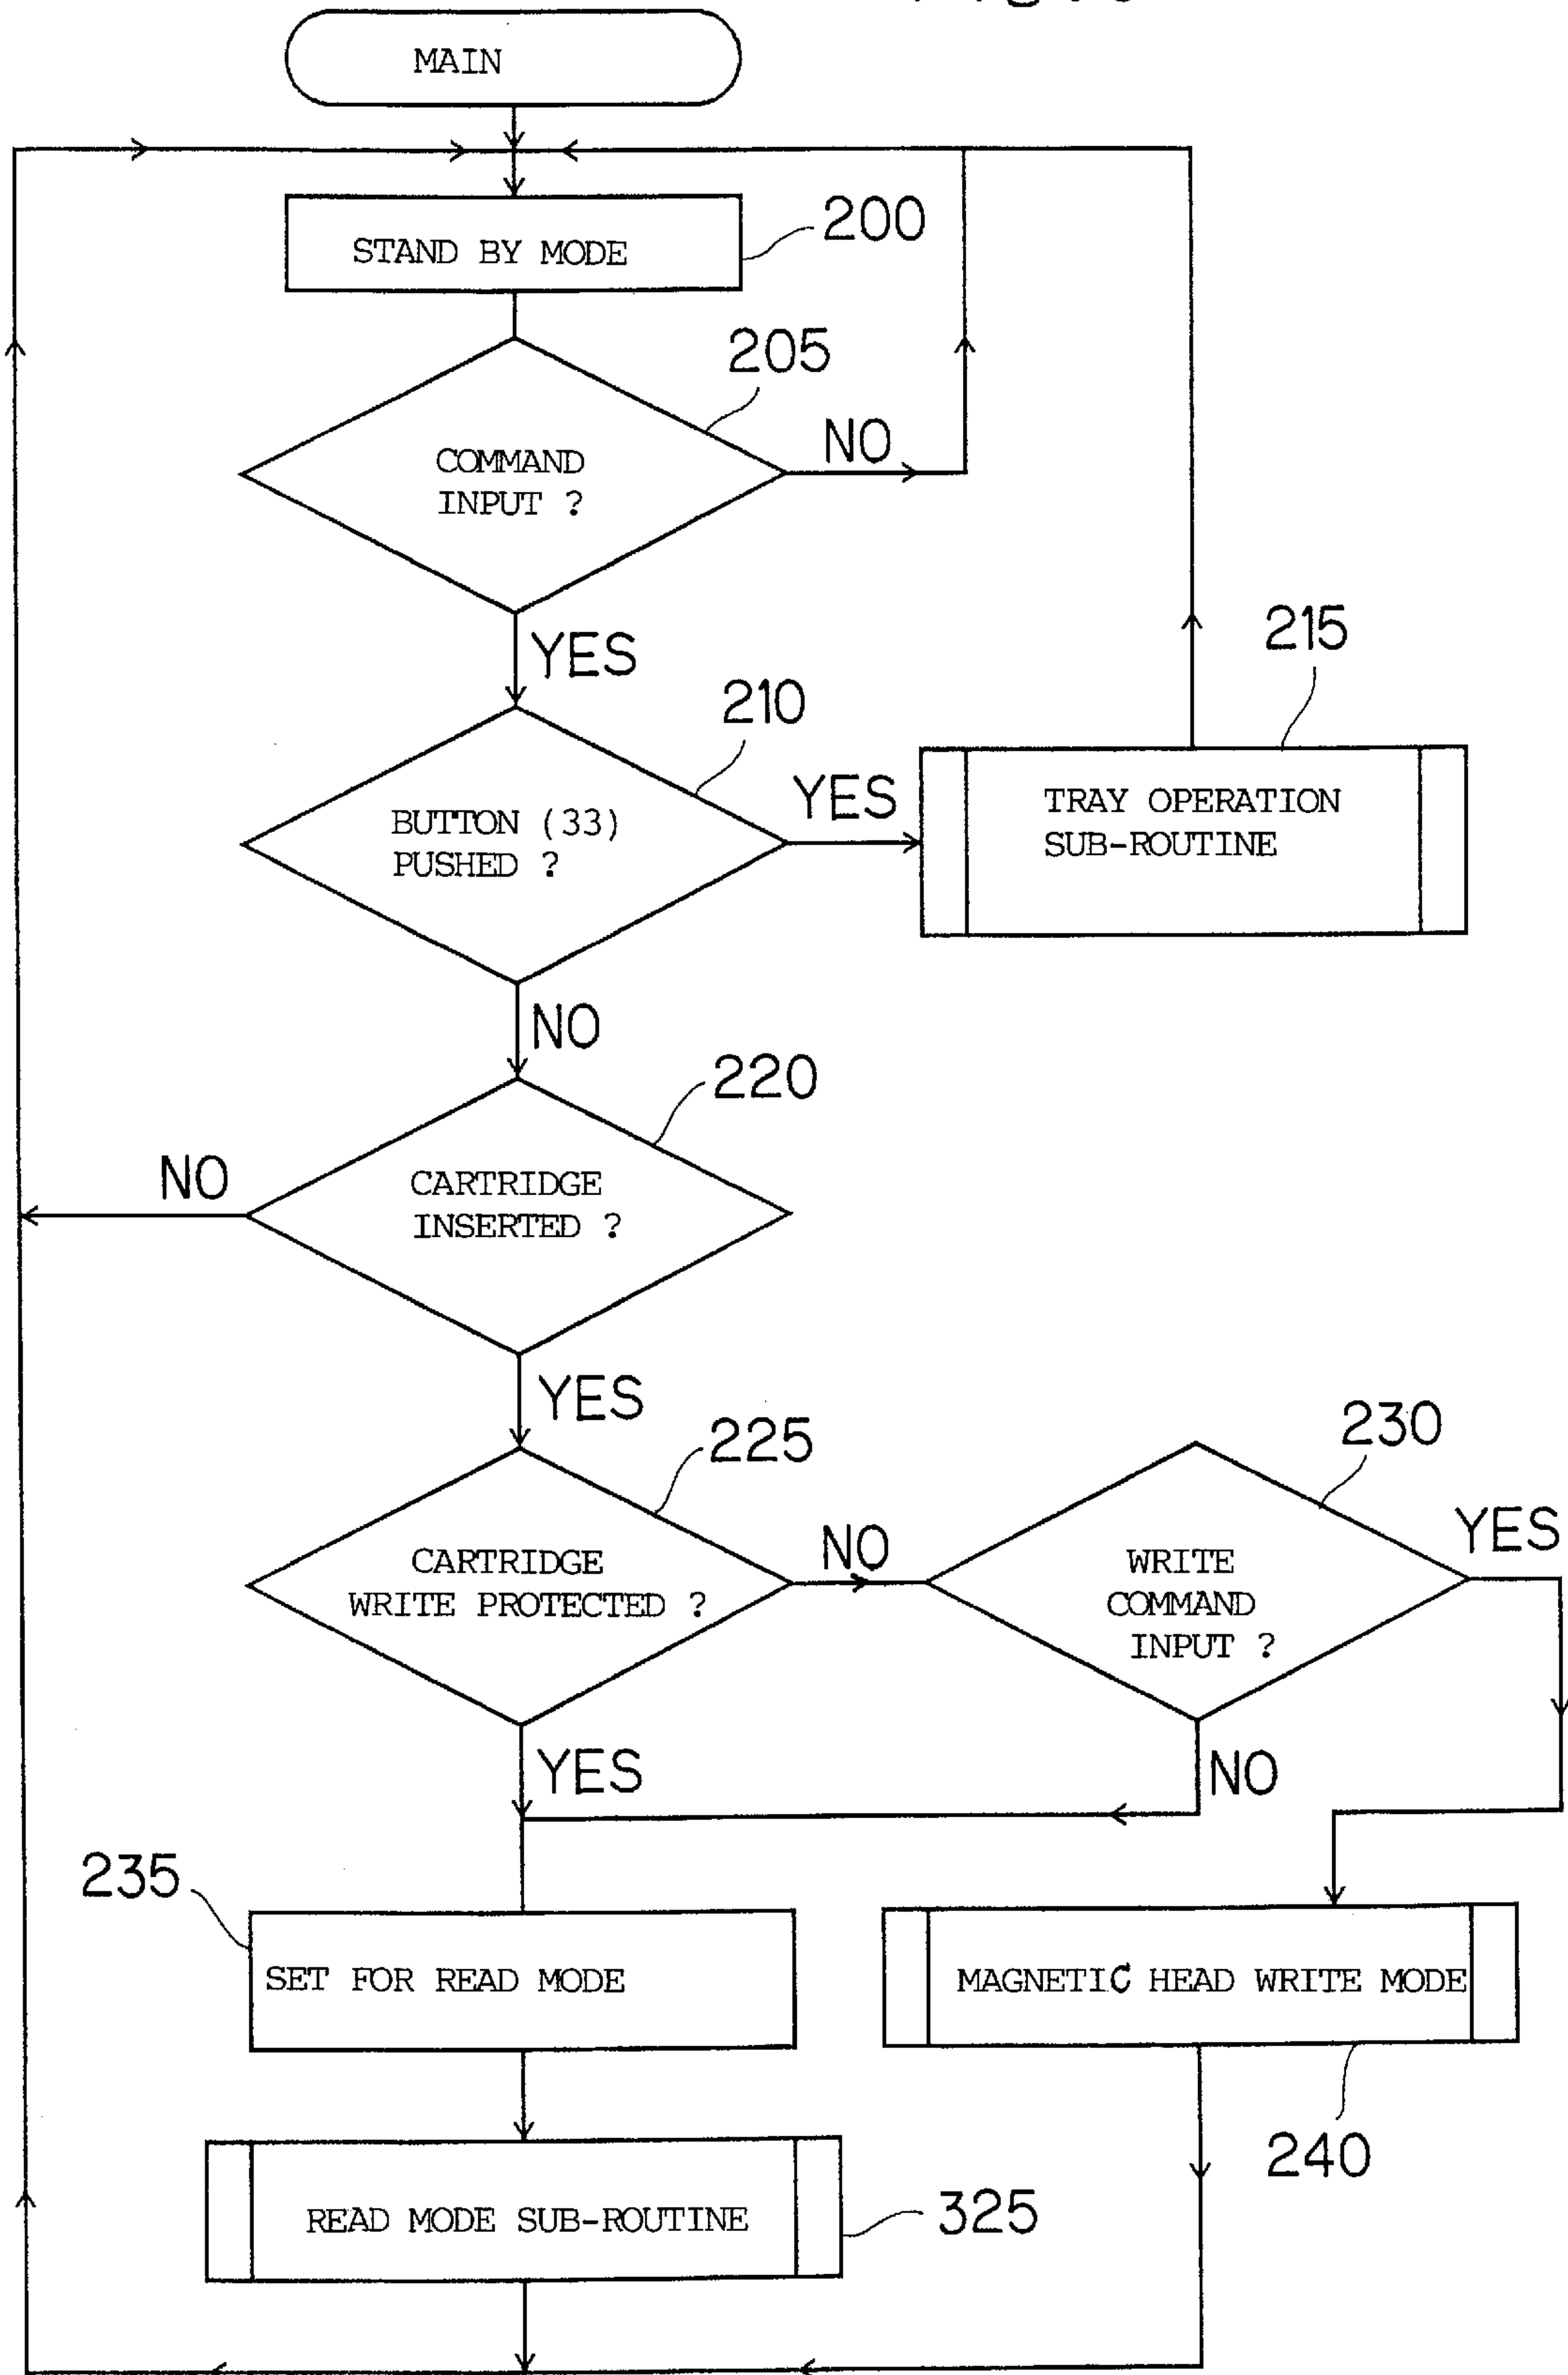 MAIN
STAND BY MODE
200
205
COMMAND
INPUT ?
NO
YES
210
BUTTON (33)
PUSHED ?
YES
215
TRAY OPERATION
SUB-ROUTINE
NO
220
CARTRIDGE
INSERTED ?
NO
YES
225
CARTRIDGE
WRITE PROTECTED ?
NO
230
WRITE
COMMAND
INPUT ?
YES
YES
NO
235
SET FOR READ MODE
MAGNETIC HEAD WRITE MODE
240
READ MODE SUB-ROUTINE
325